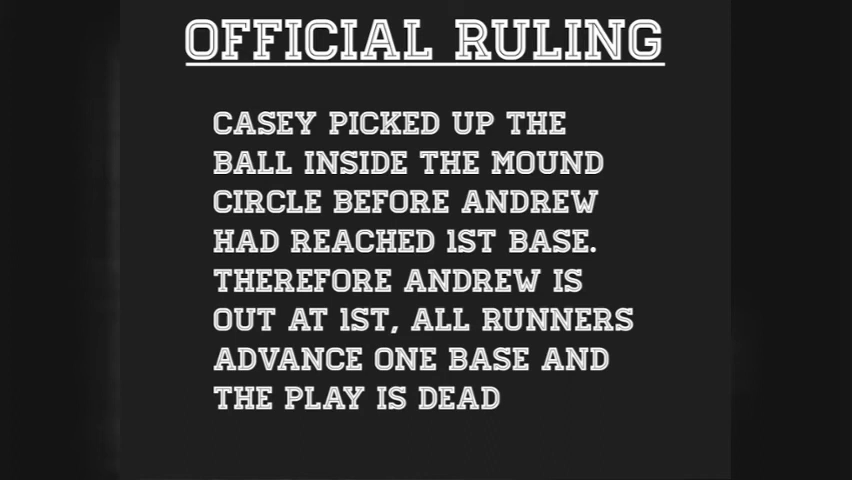 OFFICIAL RULING
CASEY PICKED UP THE
BALL INSIDE THE MOUND
CIRCLE BEFORE ANDREW
HAD REACHED 1ST BASE.
THEREFORE ANDREW IS
OUT AT 1ST, ALL RUNNERS
ADVANCE ONE BASE AND
THE PLAY IS DEAD